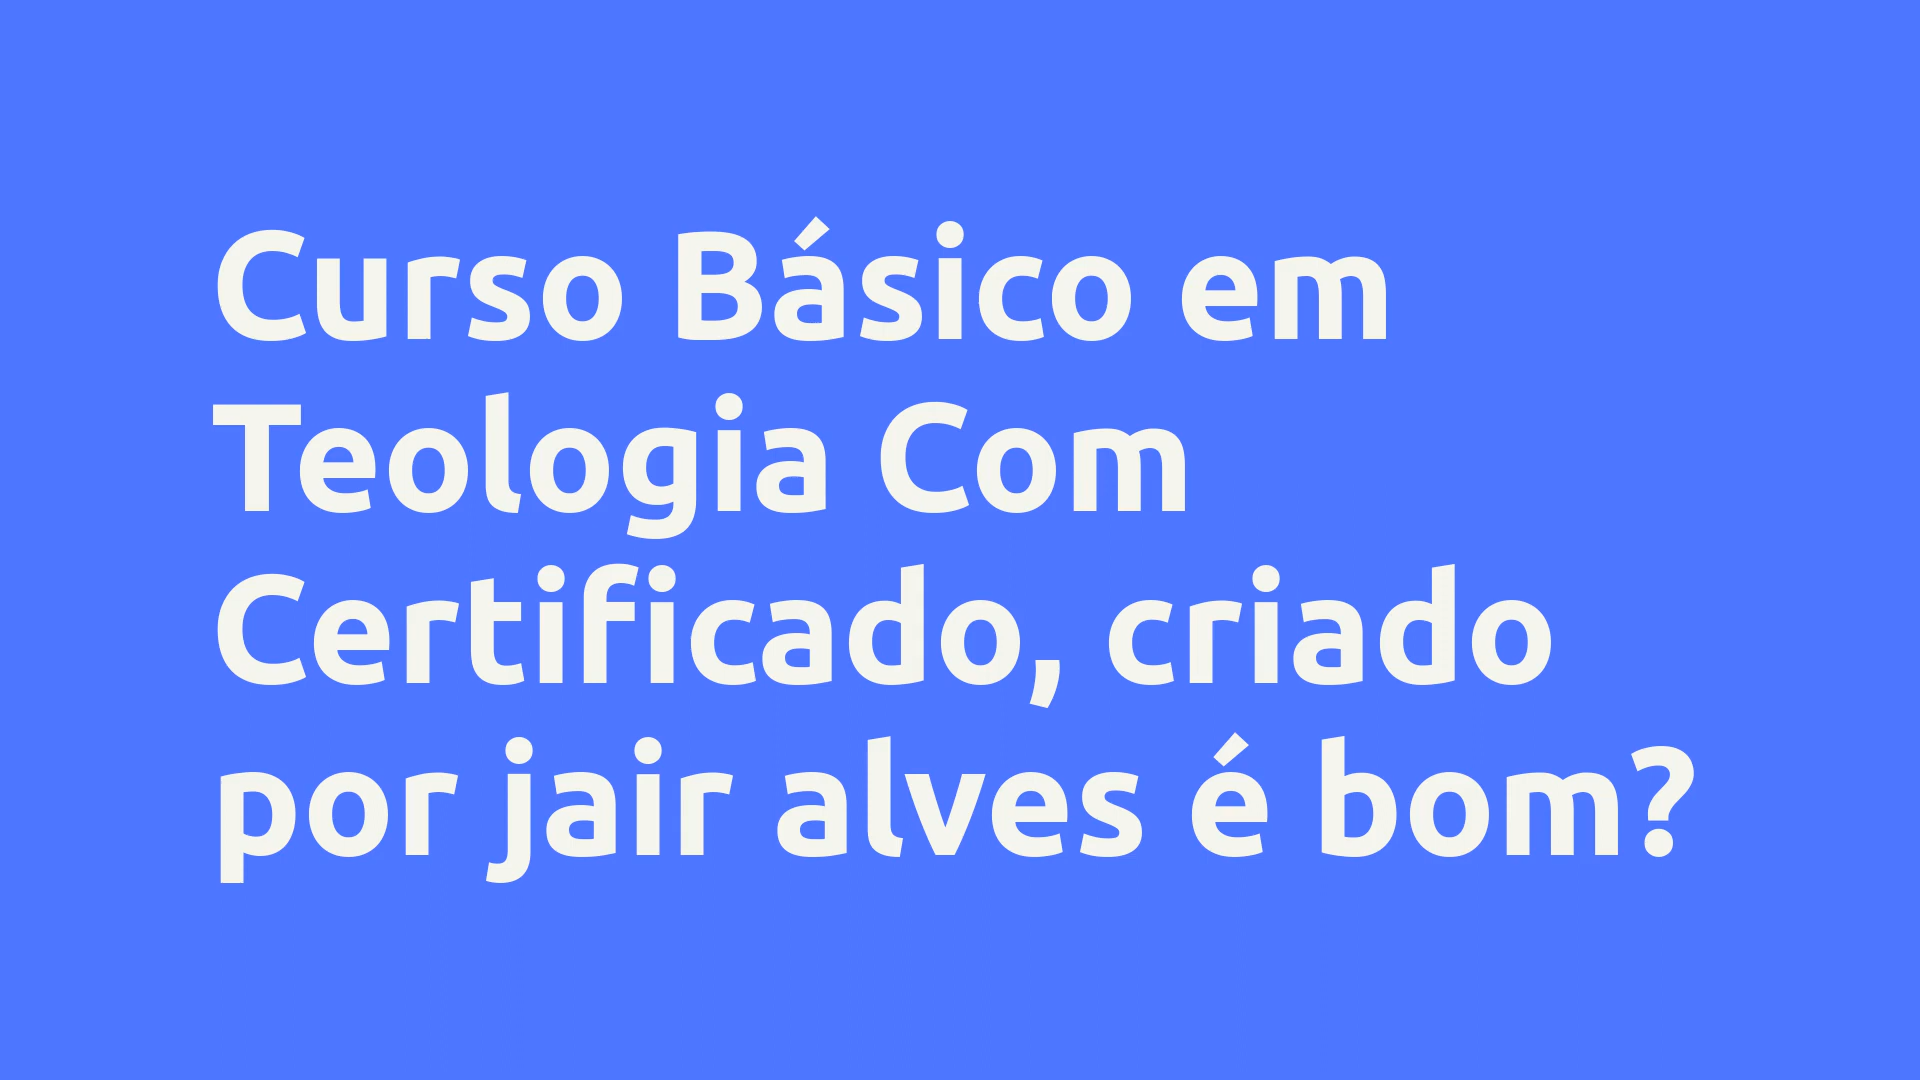 Curso Básico em
Teologia Com
Certificado, criado
por jair alves é bom?